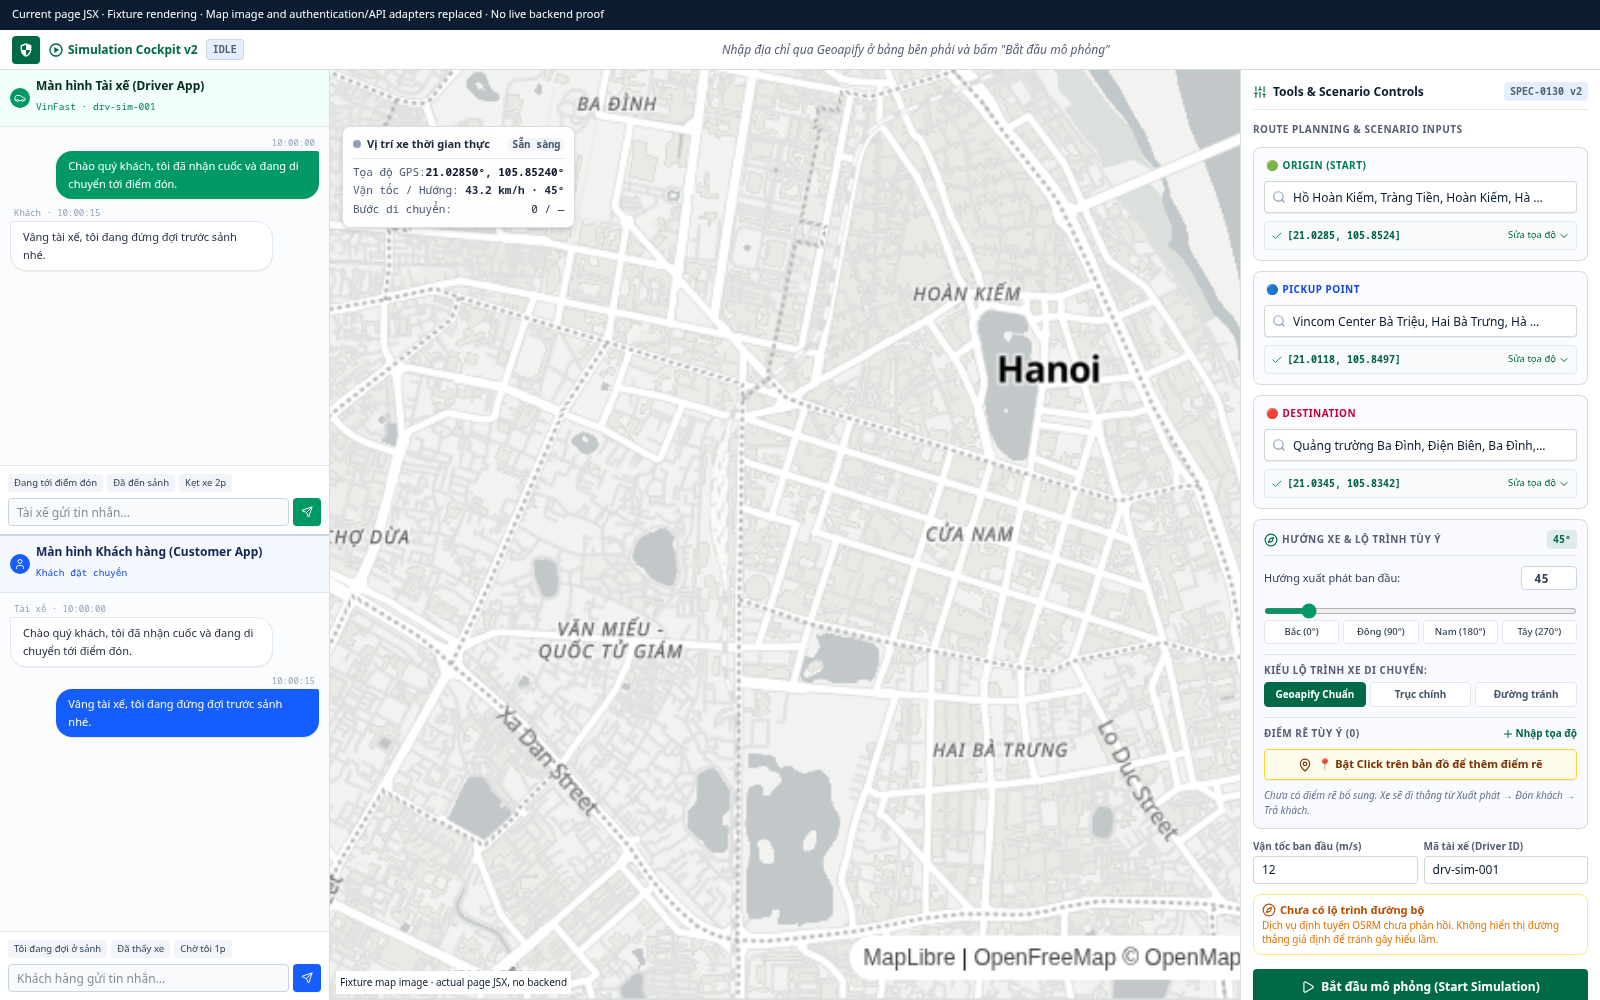 Current page JSX · Fixture rendering · Map image and authentication/API adapters replaced · No live backend proof
Simulation Cockpit v2
IDLE
Nhập địa chỉ qua Geoapify ở bảng bên phải và bấm "Bắt đầu mô phỏng"
Màn hình Tài xế (Driver App)
VinFast · drv-sim-001
10:00:00
Chào quý khách, tôi đã nhận cuốc và đang di
chuyển tới điểm đón.
Khách · 10:00:15
Vâng tài xế, tôi đang đứng đợi trước sảnh
nhé.
Đang tới điểm đón
Đã đến sảnh
Kẹt xe 2p
Tài xế gửi tin nhắn...
Màn hình Khách hàng (Customer App)
Khách đặt chuyến
Tài xế · 10:00:00
Chào quý khách, tôi đã nhận cuốc và đang di
chuyển tới điểm đón.
10:00:15
Vâng tài xế, tôi đang đứng đợi trước sảnh
nhé.
Tôi đang đợi ở sảnh
Đã thấy xe
Chờ tôi 1p
Khách hàng gửi tin nhắn...
Vị trí xe thời gian thực
Sẵn sàng
Tọa độ GPS:21.02850°, 105.85240°
Vận tốc / Hướng: 43.2 km/h · 45°
Bước di chuyển: 0 / —
BA ĐÌNH
HOÀN KIẾM
Hanoi
HỢ DỪA
CỬA NAM
VĂN MIẾU -
QUỐC TỬ GIÁM
Xa Dan Street
HAI BÀ TRƯNG
Lo Duc Street
MapLibre | OpenFreeMap © OpenMap
Fixture map image · actual page JSX, no backend
Tools & Scenario Controls
SPEC-0130 v2
ROUTE PLANNING & SCENARIO INPUTS
ORIGIN (START)
Hồ Hoàn Kiếm, Tràng Tiền, Hoàn Kiếm, Hà ...
[21.0285, 105.8524]
Sửa tọa độ
PICKUP POINT
Vincom Center Bà Triệu, Hai Bà Trưng, Hà ...
[21.0118, 105.8497]
Sửa tọa độ
DESTINATION
Quảng trường Ba Đình, Điện Biên, Ba Đình,...
[21.0345, 105.8342]
Sửa tọa độ
HƯỚNG XE & LỘ TRÌNH TÙY Ý
45°
Hướng xuất phát ban đầu:
45
Bắc (0°)
Đông (90°)
Nam (180°)
Tây (270°)
KIỂU LỘ TRÌNH XE DI CHUYỂN:
Geoapify Chuẩn
Trục chính
Đường tránh
ĐIỂM RẼ TÙY Ý (0)
Nhập tọa độ
Bật Click trên bản đồ để thêm điểm rẽ
Chưa có điểm rẽ bổ sung. Xe sẽ đi thẳng từ Xuất phát → Đón khách →
Trả khách.
Vận tốc ban đầu (m/s)
Mã tài xế (Driver ID)
12
drv-sim-001
Chưa có lộ trình đường bộ
Dịch vụ định tuyến OSRM chưa phản hồi. Không hiển thị đường
thẳng giả định để tránh gây hiểu lầm.
Bắt đầu mô phỏng (Start Simulation)